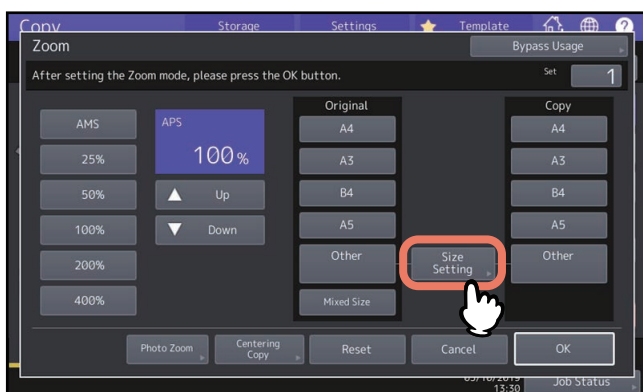 Copy
Storage
Settings
Template
Zoom
Bypass Usage
After setting the Zoom mode, please press the OK button.
Set
1
Original
Copy
AMS
APS
100 %
A4
A4
25%
A3
A3
50%
Up
B4
B4
100%
Down
A5
A5
200%
Other
Size
Setting
Other
400%
Mixed Size
Photo Zoom
Centering
Copy
Reset
Cancel
OK
13:30
Job Status